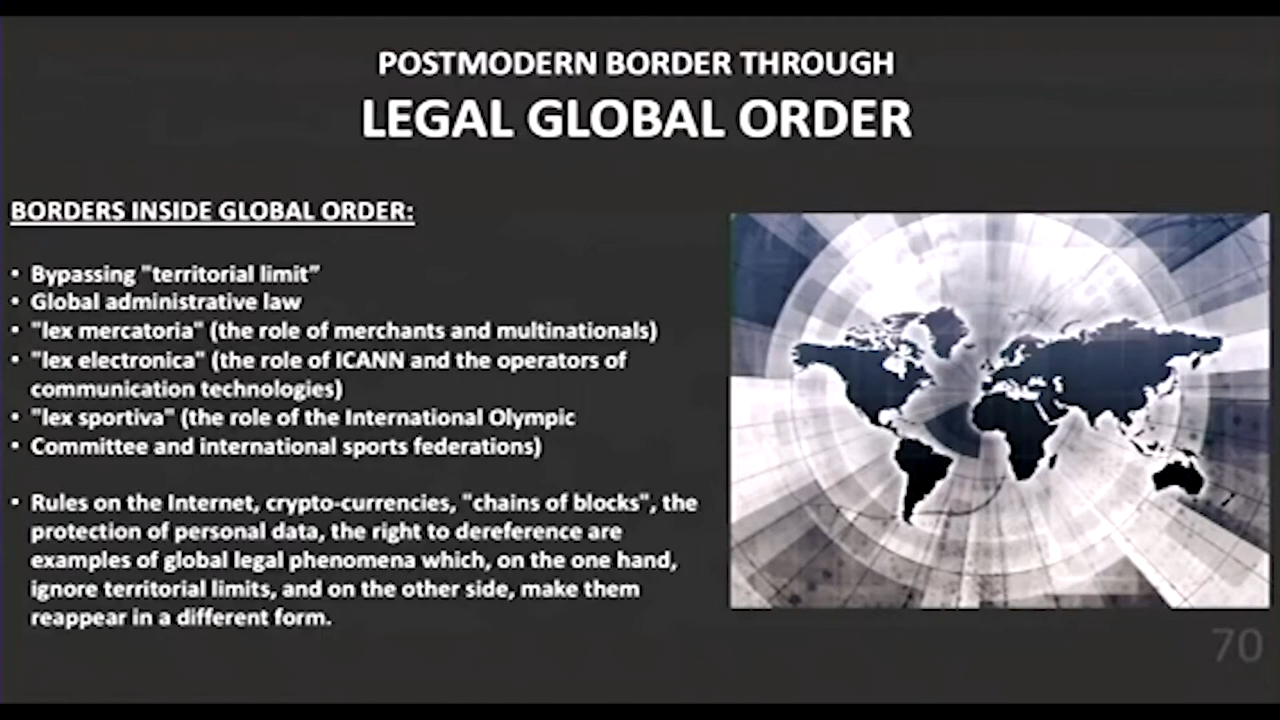 POSTMODERN BORDER THROUGH
LEGAL GLOBAL ORDER
BORDERS INSIDE GLOBAL ORDER:
• Bypassing "territorial limit”
• Global administrative law
• "lex mercatoria" (the role of merchants and multinationals)
• "lex electronica" (the role of ICANN and the operators of
communication technologies)
• "lex sportiva" (the role of the International Olympic
• Committee and international sports federations)
• Rules on the Internet, crypto-currencies, "chains of blocks", the
protection of personal data, the right to dereference are
examples of global legal phenomena which, on the one hand,
ignore territorial limits, and on the other side, make them
reappear in a different form.
70